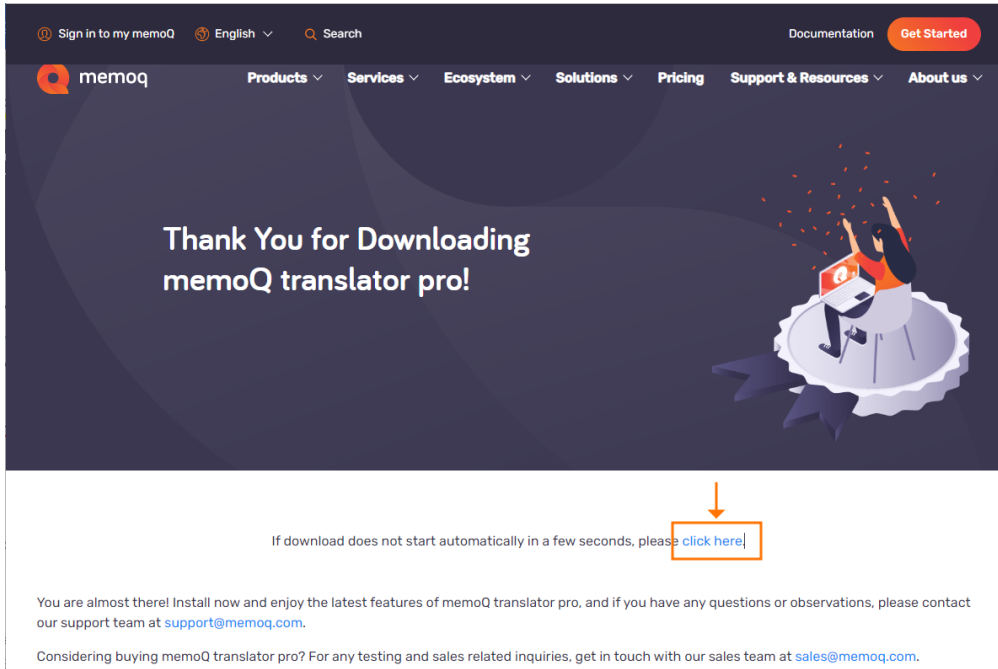 Sign in to my memoQ English Search Documentation Get Started
memoq Products Services Ecosystem Solutions Pricing Support & Resources About us
Thank You for Downloading
memoQ translator pro!
If download does not start automatically in a few seconds, please click here.
You are almost there! Install now and enjoy the latest features of memoQ translator pro, and if you have any questions or observations, please contact
our support team at support@memoq.com.
Considering buying memoQ translator pro? For any testing and sales related inquiries, get in touch with our sales team at sales@memoq.com.